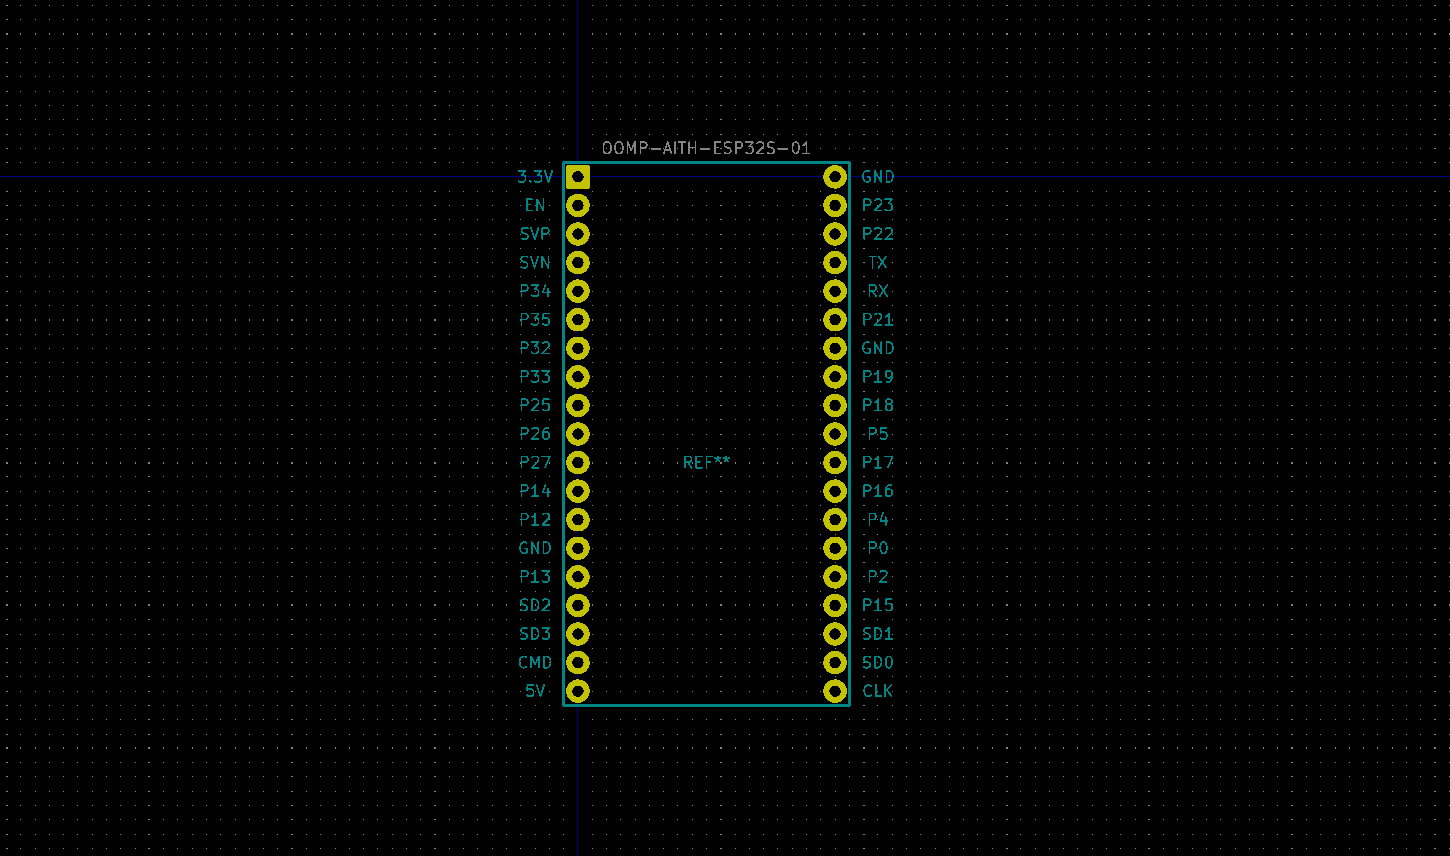 OOMP-AITH-ESP32S-01
3.3V GND
EN P23
SVP P22
SVN TX
P34 RX
P35 P21
P32 GND
P33 P19
P25 P18
P26 P5
REF**
P27 P17
P14 P16
P12 P4
GND P0
P13 P2
SD2 P15
SD3 SD1
CMD SD0
5V CLK